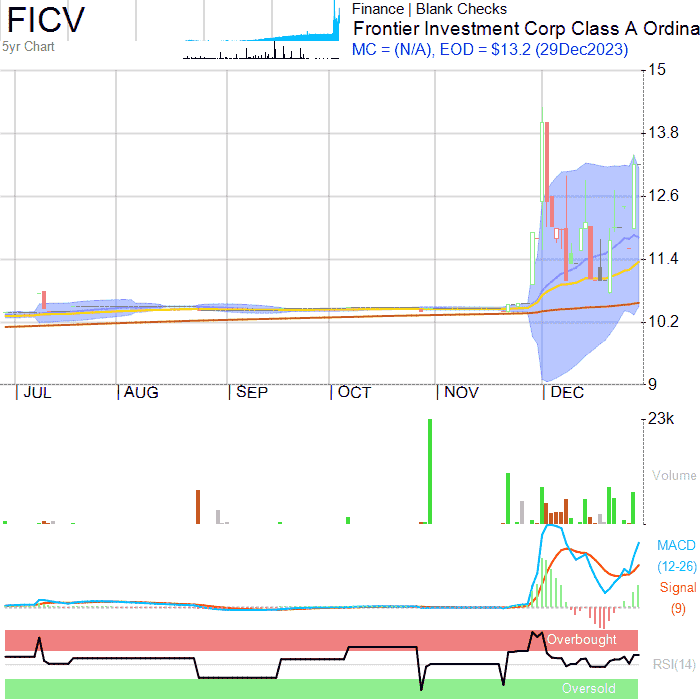 FICV
5yr Chart
Finance | Blank Checks
Frontier Investment Corp Class A Ordina
MC = (N/A), EOD = $13.2 (29Dec2023)
15
13.8
12.6
11.4
10.2
9
JUL AUG SEP OCT NOV DEC
23k
Volume
MACD
(12-26)
Signal
(9)
Overbought
RSI(14)
Oversold